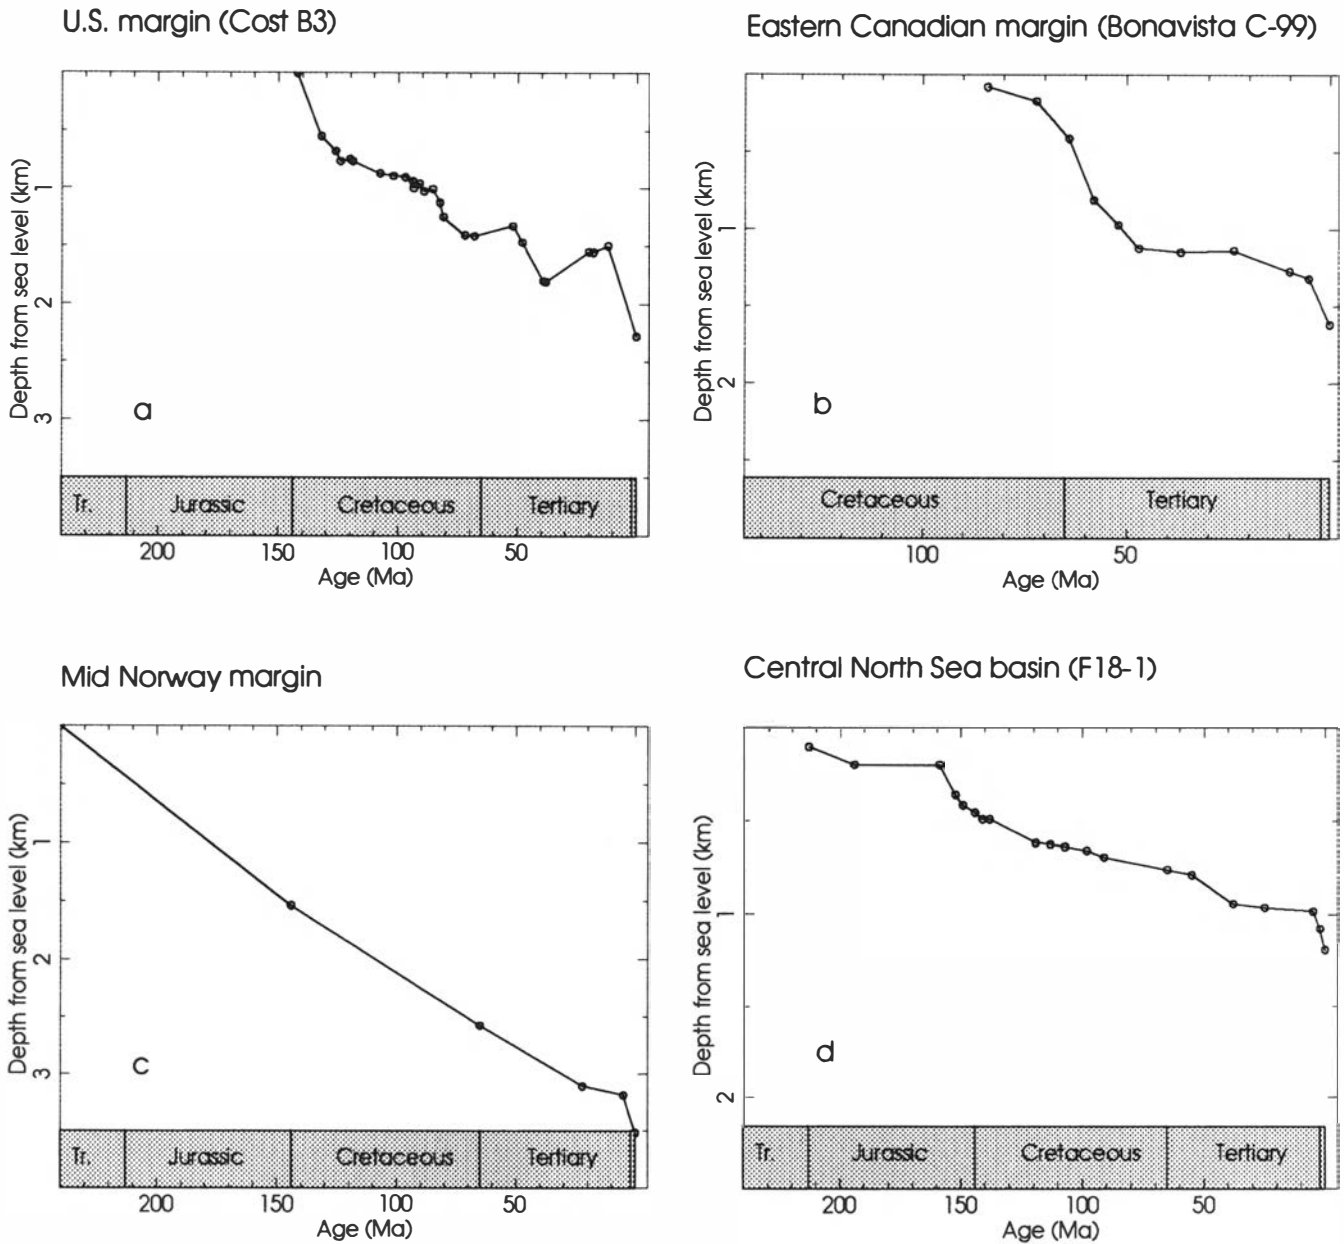 U.S. margin (Cost B3)
Depth from sea level (km)
1
2
3
a
Tr. Jurassic Cretaceous Tertiary
200 150 100 50
Age (Ma)
Eastern Canadian margin (Bonavista C-99)
Depth from sea level (km)
1
2
b
Cretaceous Tertiary
100 50
Age (Ma)
Mid Norway margin
Depth from sea level (km)
1
2
3
c
Tr. Jurassic Cretaceous Tertiary
200 150 100 50
Age (Ma)
Central North Sea basin (F18-1)
Depth from sea level (km)
1
2
d
Tr. Jurassic Cretaceous Tertiary
200 150 100 50
Age (Ma)